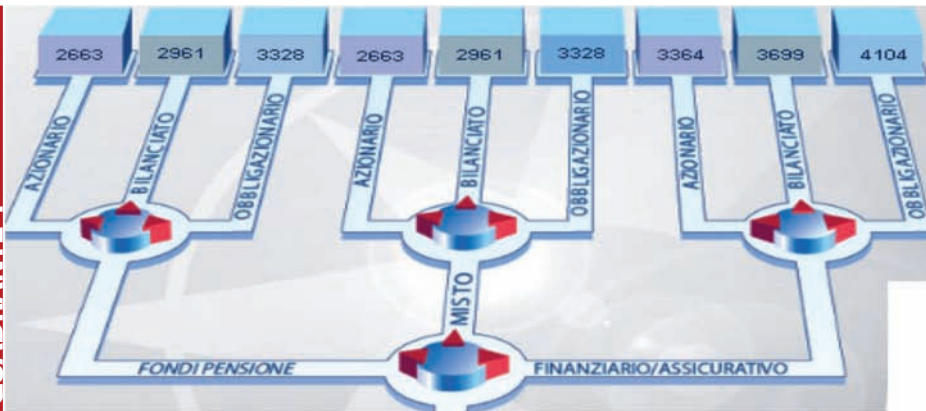 2663 2961 3328 2663 2961 3328 3364 3699 4104
AZIONARIO
BILANCIATO
OBBLIGAZIONARIO
AZIONARIO
BILANCIATO
OBBLIGAZIONARIO
AZIONARIO
BILANCIATO
OBBLIGAZIONARIO
MISTO
FONDI PENSIONE
FINANZIARIO/ASSICURATIVO